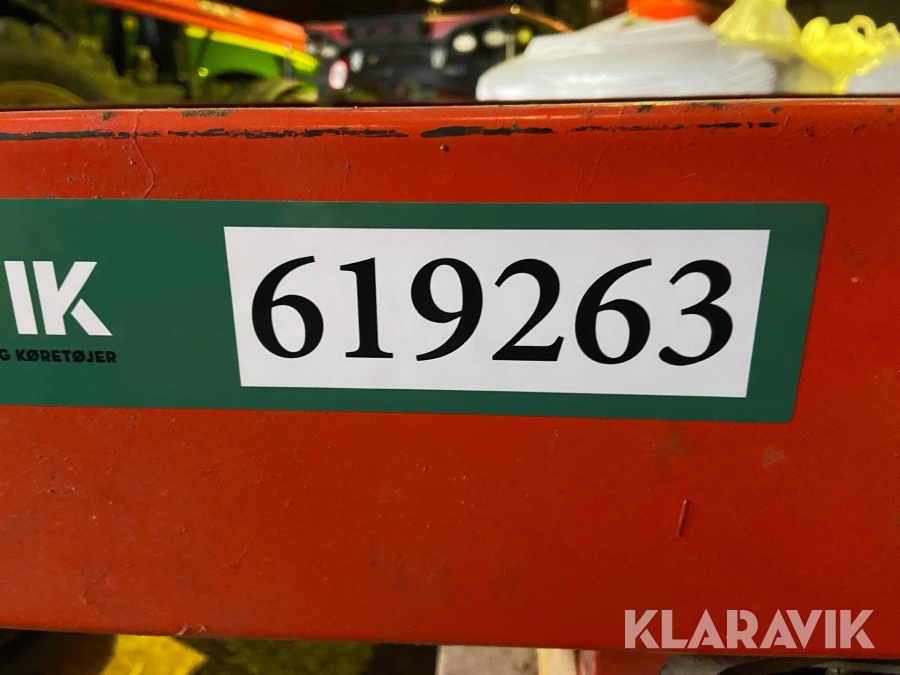 IK
G KØRETØJER
619263
KLARAVIK